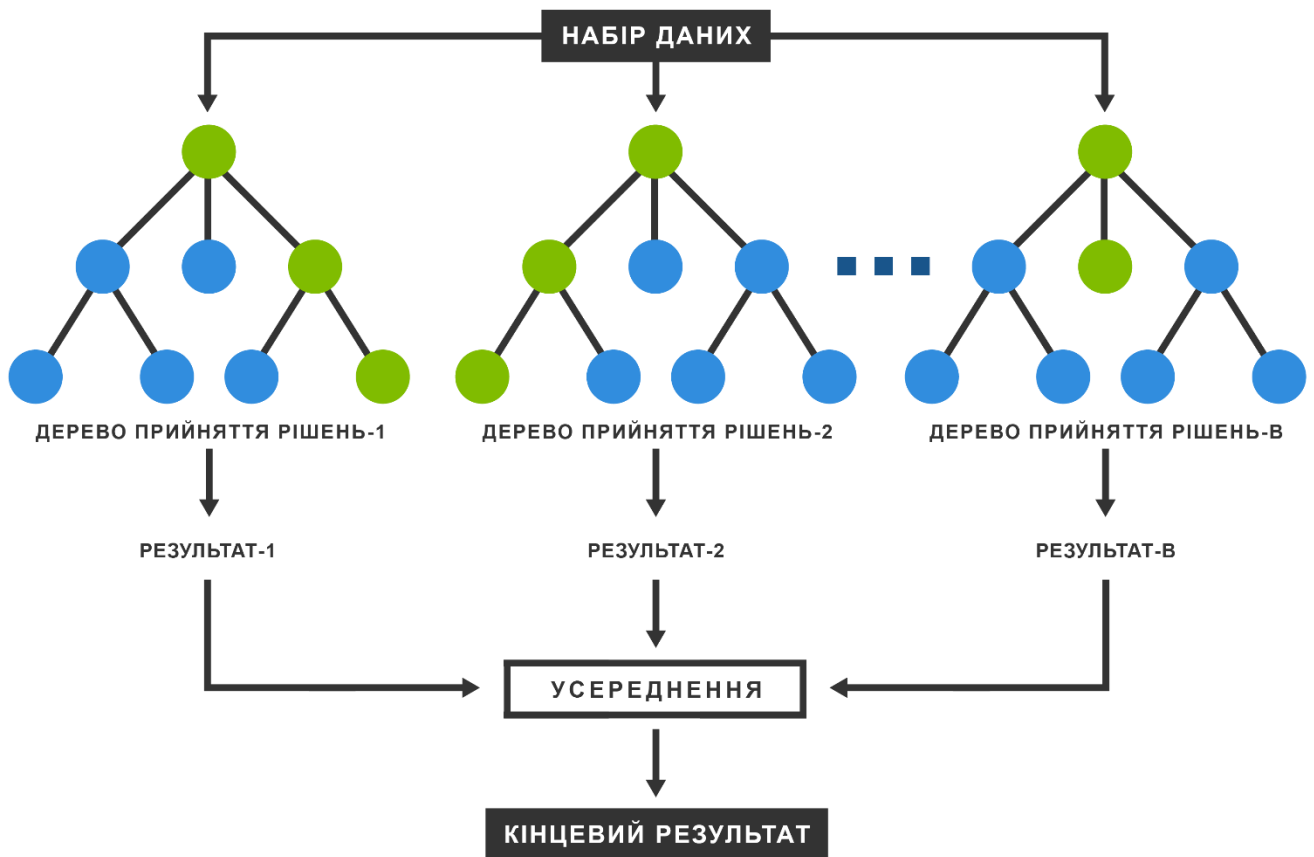 НАБІР ДАНИХ
ДЕРЕВО ПРИЙНЯТТЯ РІШЕНЬ-1
ДЕРЕВО ПРИЙНЯТТЯ РІШЕНЬ-2
ДЕРЕВО ПРИЙНЯТТЯ РІШЕНЬ-В
РЕЗУЛЬТАТ-1
РЕЗУЛЬТАТ-2
РЕЗУЛЬТАТ-В
УСЕРЕДНЕННЯ
КІНЦЕВИЙ РЕЗУЛЬТАТ